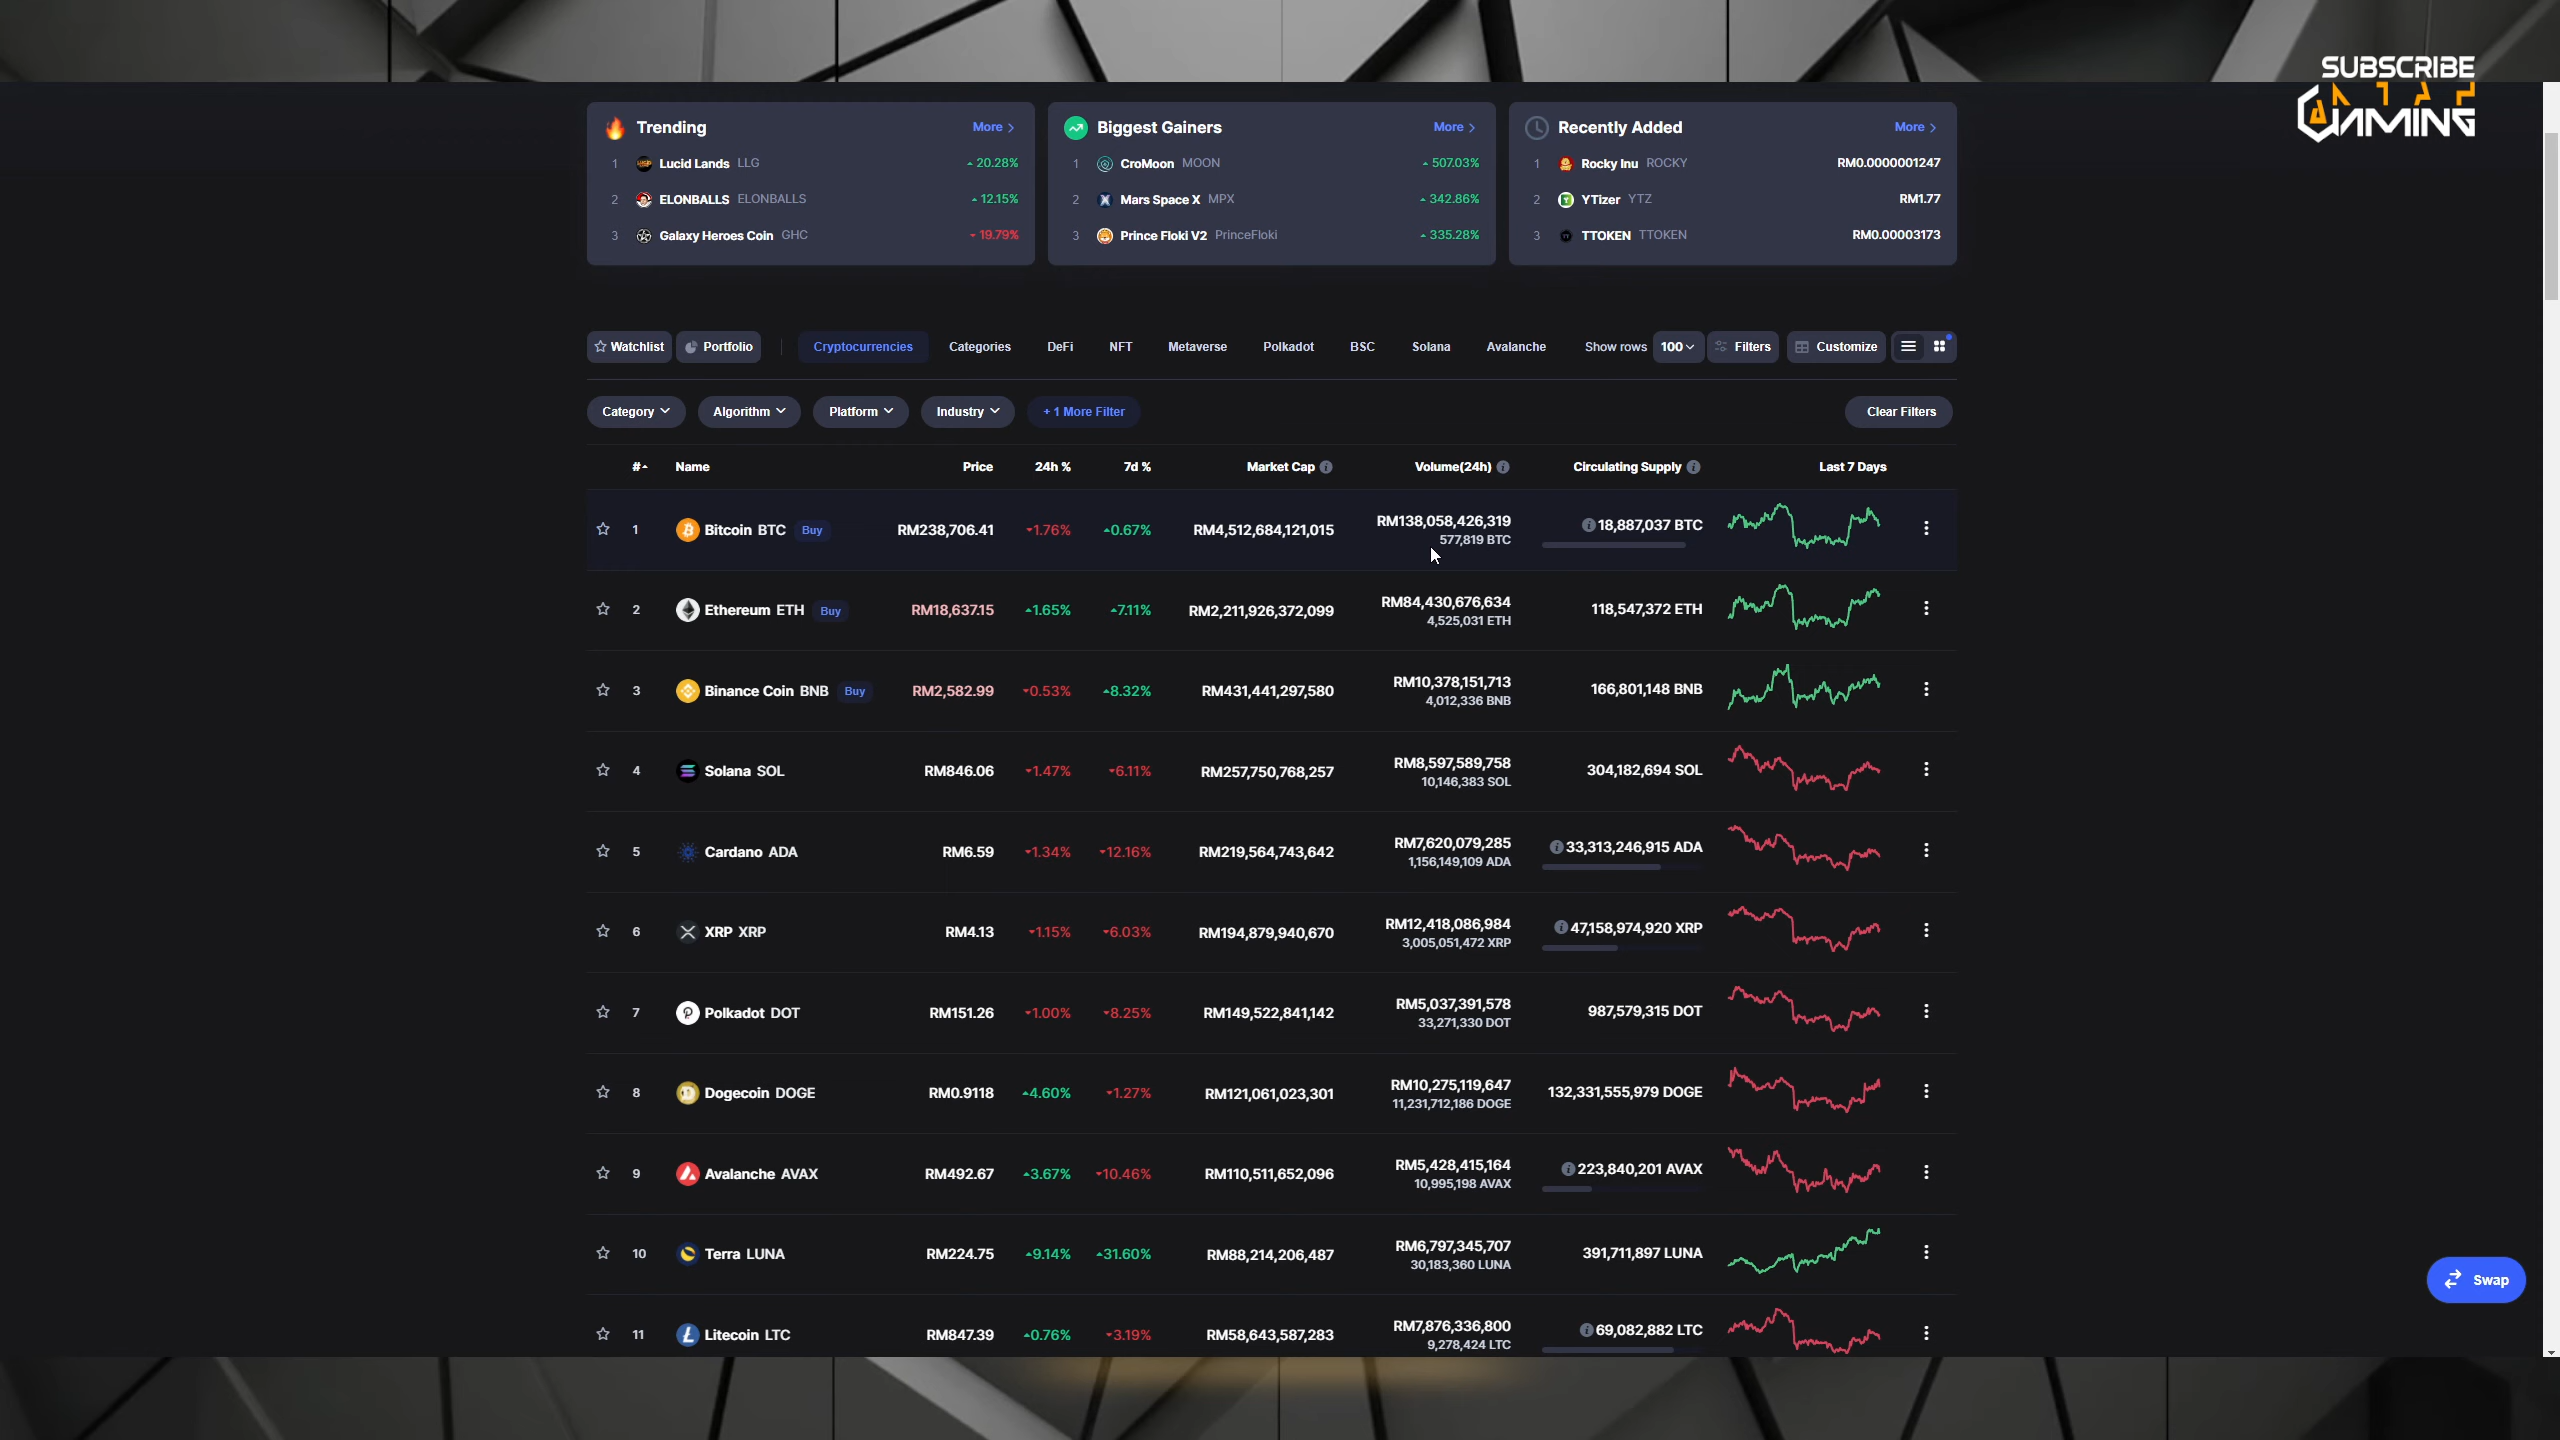 SUBSCRIBE
ATAP
GAMING
Trending More
1 Lucid Lands LLG 20.28%
2 ELONBALLS ELONBALLS 12.15%
3 Galaxy Heroes Coin GHC 19.79%
Biggest Gainers More
1 CroMoon MOON 507.03%
2 Mars Space X MPX 342.86%
3 Prince Floki V2 PrinceFloki 335.28%
Recently Added More
1 Rocky Inu ROCKY RM0.0000001247
2 YTizer YTZ RM1.77
3 TTOKEN TTOKEN RM0.00003173
Watchlist Portfolio Cryptocurrencies Categories DeFi NFT Metaverse Polkadot BSC Solana Avalanche Show rows 100 Filters Customize
Category Algorithm Platform Industry + 1 More Filter Clear Filters
# Name Price 24h % 7d % Market Cap Volume(24h) Circulating Supply Last 7 Days
1 Bitcoin BTC Buy RM238,706.41 1.76% 0.67% RM4,512,684,121,015 RM138,058,426,319 18,887,037 BTC
577,819 BTC
2 Ethereum ETH Buy RM18,637.15 1.65% 7.11% RM2,211,926,372,099 RM84,430,676,634 118,547,372 ETH
4,525,031 ETH
3 Binance Coin BNB Buy RM2,582.99 0.53% 8.32% RM431,441,297,580 RM10,378,151,713 166,801,148 BNB
4,012,336 BNB
4 Solana SOL RM846.06 1.47% 6.11% RM257,750,768,257 RM8,597,589,758 304,182,694 SOL
10,146,383 SOL
5 Cardano ADA RM6.59 1.34% 12.16% RM219,564,743,642 RM7,620,079,285 33,313,246,915 ADA
1,156,149,109 ADA
6 XRP XRP RM4.13 1.15% 6.03% RM194,879,940,670 RM12,418,086,984 47,158,974,920 XRP
3,005,051,472 XRP
7 Polkadot DOT RM151.26 1.00% 8.25% RM149,522,841,142 RM5,037,391,578 987,579,315 DOT
33,271,330 DOT
8 Dogecoin DOGE RM0.9118 4.60% 1.27% RM121,061,023,301 RM10,275,119,647 132,331,555,979 DOGE
11,231,712,186 DOGE
9 Avalanche AVAX RM492.67 3.67% 10.46% RM110,511,652,096 RM5,428,415,164 223,840,201 AVAX
10,995,198 AVAX
10 Terra LUNA RM224.75 9.14% 31.60% RM88,214,206,487 RM6,797,345,707 391,711,897 LUNA
30,183,360 LUNA
Swap
11 Litecoin LTC RM847.39 0.76% 3.19% RM58,643,587,283 RM7,876,336,800 69,082,882 LTC
9,278,424 LTC